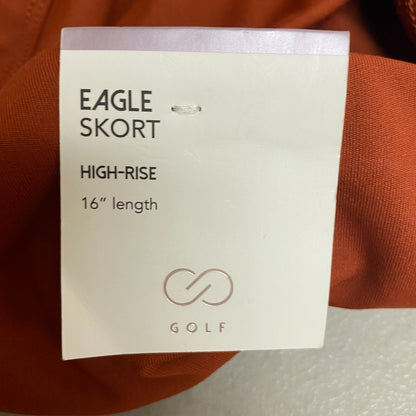 EAGLE
SKORT
HIGH-RISE
16" length
GOLF